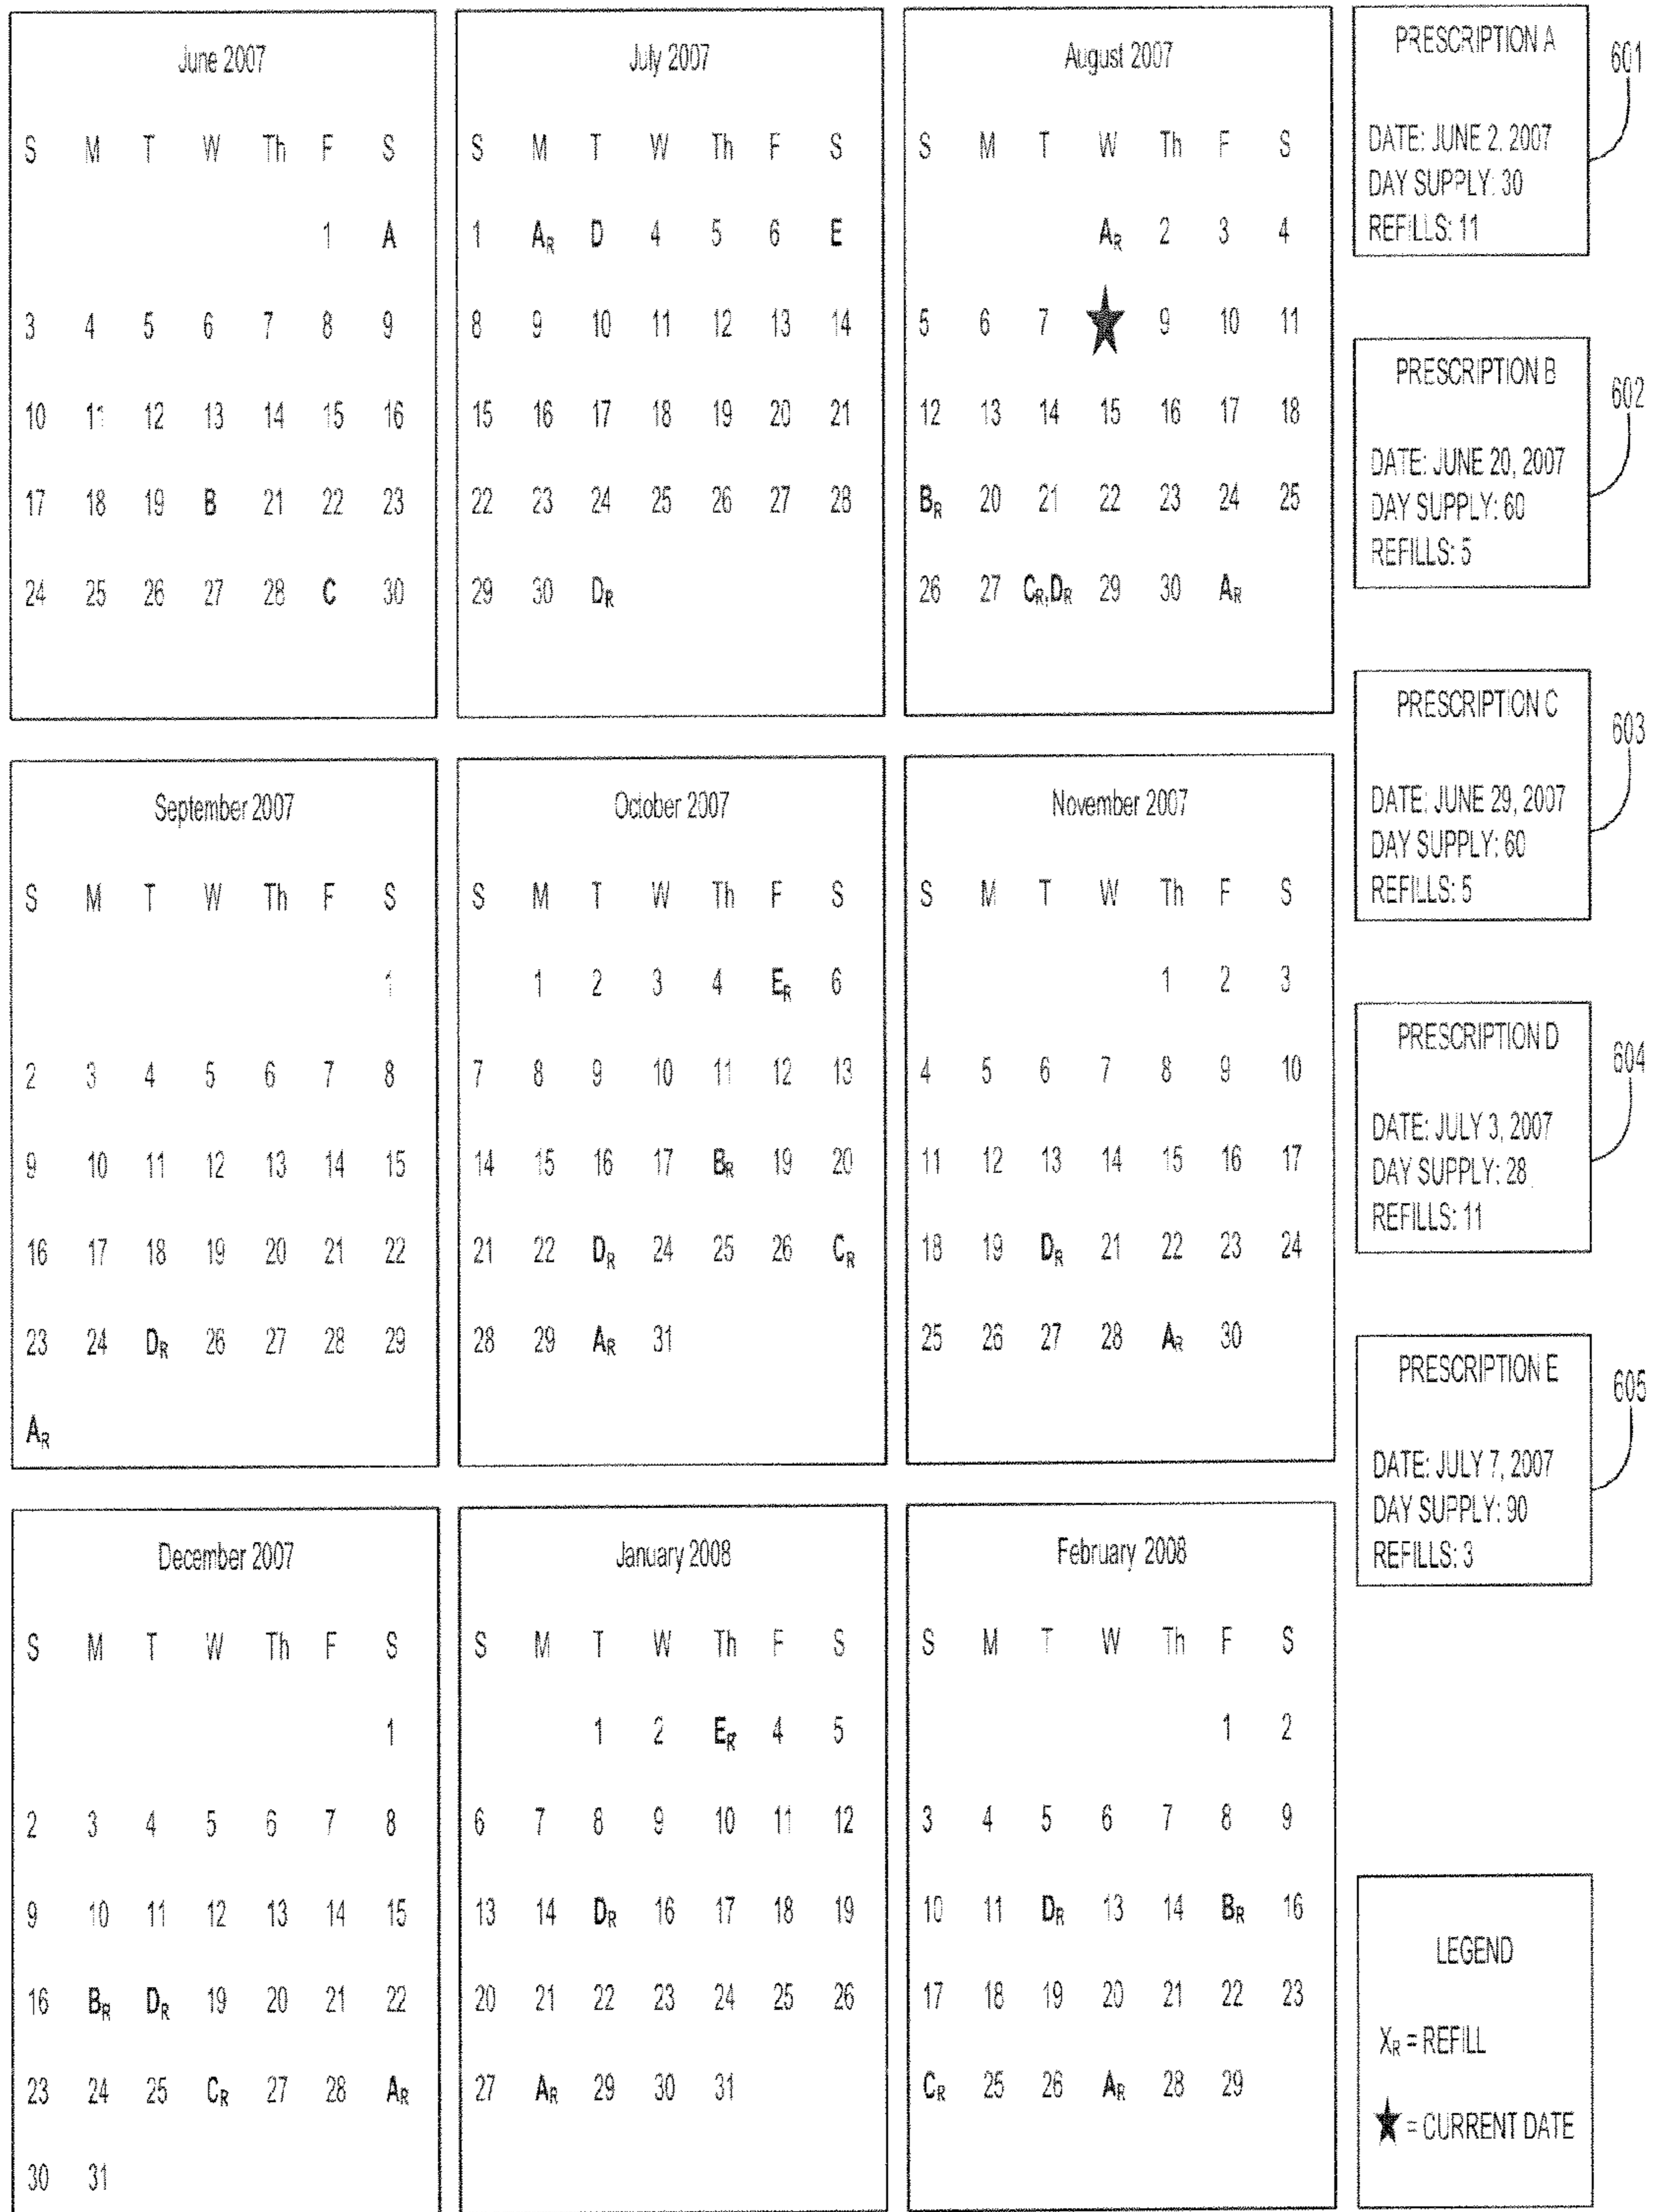 June 2007
S M T W Th F S
1 A
3 4 5 6 7 8 9
10 11 12 13 14 15 16
17 18 19 B 21 22 23
24 25 26 27 28 C 30
July 2007
S M T W Th F S
1 AR D 4 5 6 E
8 9 10 11 12 13 14
15 16 17 18 19 20 21
22 23 24 25 26 27 28
29 30 DR
August 2007
S M T W Th F S
AR 2 3 4
5 6 7 ★ 9 10 11
12 13 14 15 16 17 18
BR 20 21 22 23 24 25
26 27 CR,DR 29 30 AR
September 2007
S M T W Th F S
1
2 3 4 5 6 7 8
9 10 11 12 13 14 15
16 17 18 19 20 21 22
23 24 DR 26 27 28 29
AR
October 2007
S M T W Th F S
1 2 3 4 ER 6
7 8 9 10 11 12 13
14 15 16 17 BR 19 20
21 22 DR 24 25 26 CR
28 29 AR 31
November 2007
S M T W Th F S
1 2 3
4 5 6 7 8 9 10
11 12 13 14 15 16 17
18 19 DR 21 22 23 24
25 26 27 28 AR 30
December 2007
S M T W Th F S
1
2 3 4 5 6 7 8
9 10 11 12 13 14 15
16 BR DR 19 20 21 22
23 24 25 CR 27 28 AR
30 31
January 2008
S M T W Th F S
1 2 ER 4 5
6 7 8 9 10 11 12
13 14 DR 16 17 18 19
20 21 22 23 24 25 26
27 AR 29 30 31
February 2008
S M T W Th F S
1 2
3 4 5 6 7 8 9
10 11 DR 13 14 BR 16
17 18 19 20 21 22 23
CR 25 26 AR 28 29
PRESCRIPTION A
DATE: JUNE 2, 2007
DAY SUPPLY: 30
REFILLS: 11
601
PRESCRIPTION B
DATE: JUNE 20, 2007
DAY SUPPLY: 60
REFILLS: 5
602
PRESCRIPTION C
DATE: JUNE 29, 2007
DAY SUPPLY: 60
REFILLS: 5
603
PRESCRIPTION D
DATE: JULY 3, 2007
DAY SUPPLY: 28
REFILLS: 11
604
PRESCRIPTION E
DATE: JULY 7, 2007
DAY SUPPLY: 90
REFILLS: 3
605
LEGEND
XR = REFILL
★ = CURRENT DATE